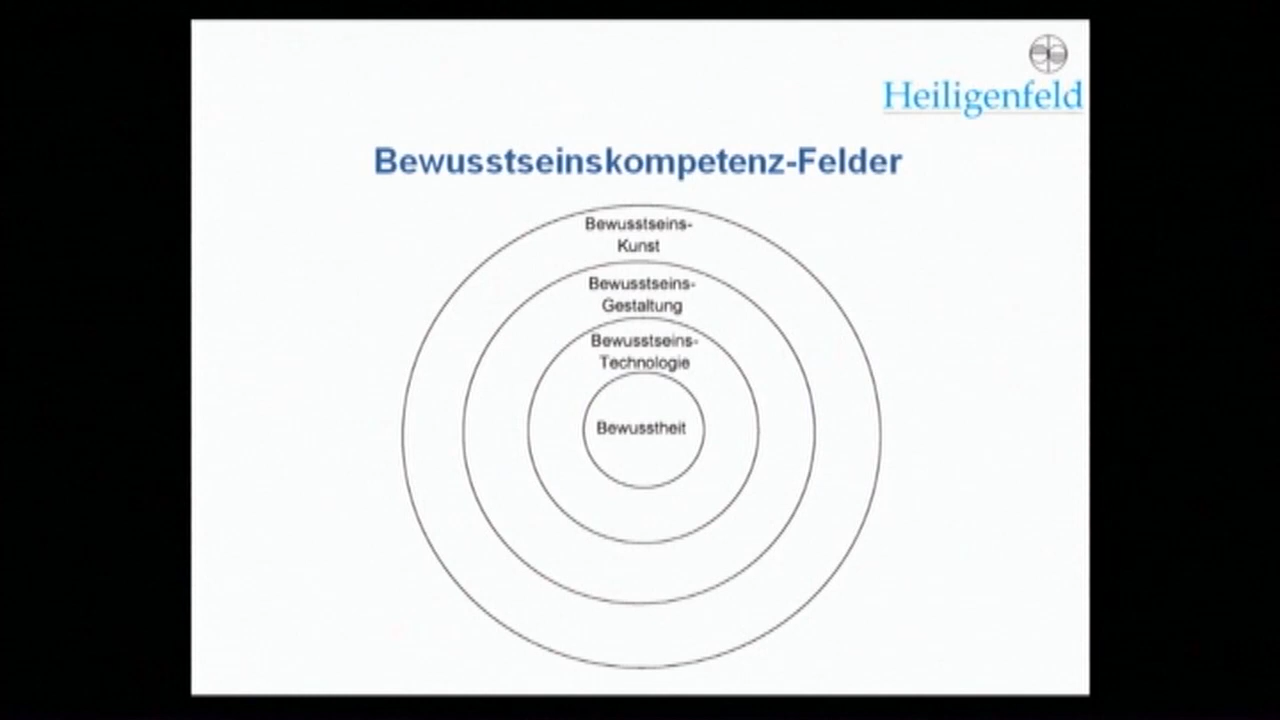 Heiligenfeld
Bewusstseinskompetenz-Felder
Bewusstseins-
Kunst
Bewusstseins-
Gestaltung
Bewusstseins-
Technologie
Bewusstheit